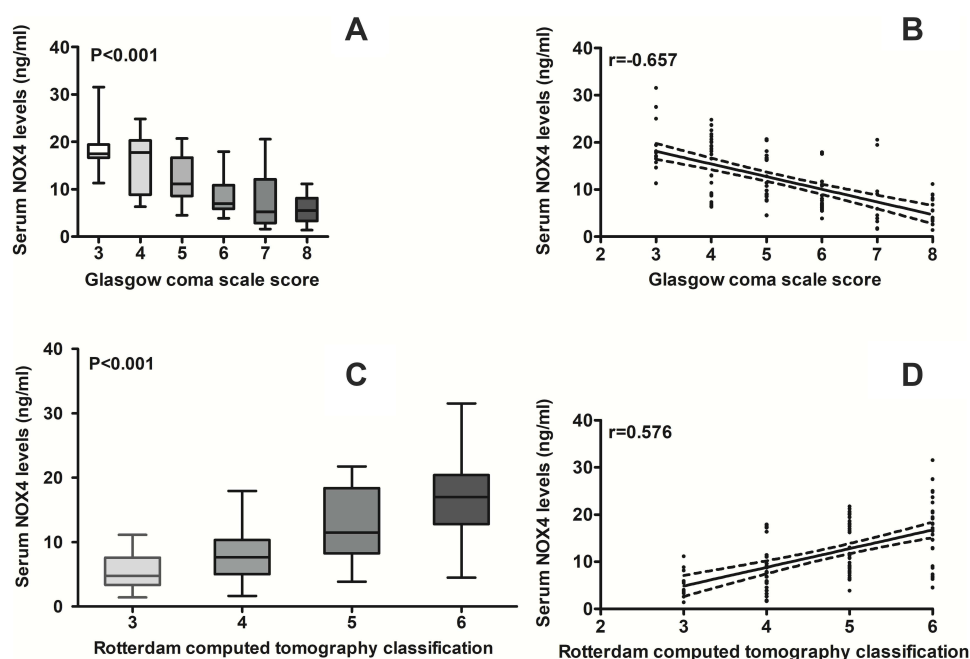 A
P<0.001
Serum NOX4 levels (ng/ml)
40
30
20
10
0
3 4 5 6 7 8
Glasgow coma scale score
B
r=-0.657
Serum NOX4 levels (ng/ml)
40
30
20
10
0
2 3 4 5 6 7 8
Glasgow coma scale score
C
P<0.001
Serum NOX4 levels (ng/ml)
40
30
20
10
0
3 4 5 6
Rotterdam computed tomography classification
D
r=0.576
Serum NOX4 levels (ng/ml)
40
30
20
10
0
2 3 4 5 6
Rotterdam computed tomography classification